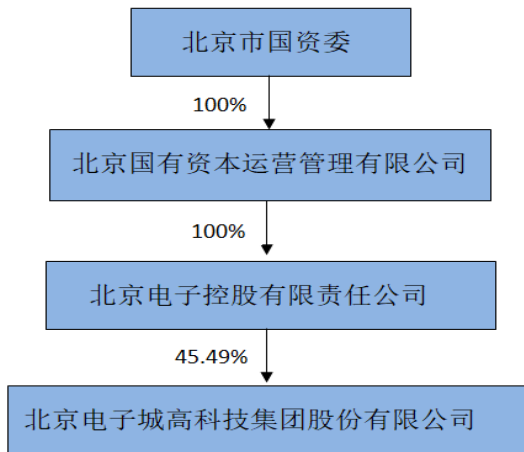 北京市国资委
100%
北京国有资本运营管理有限公司
100%
北京电子控股有限责任公司
45.49%
北京电子城高科技集团股份有限公司